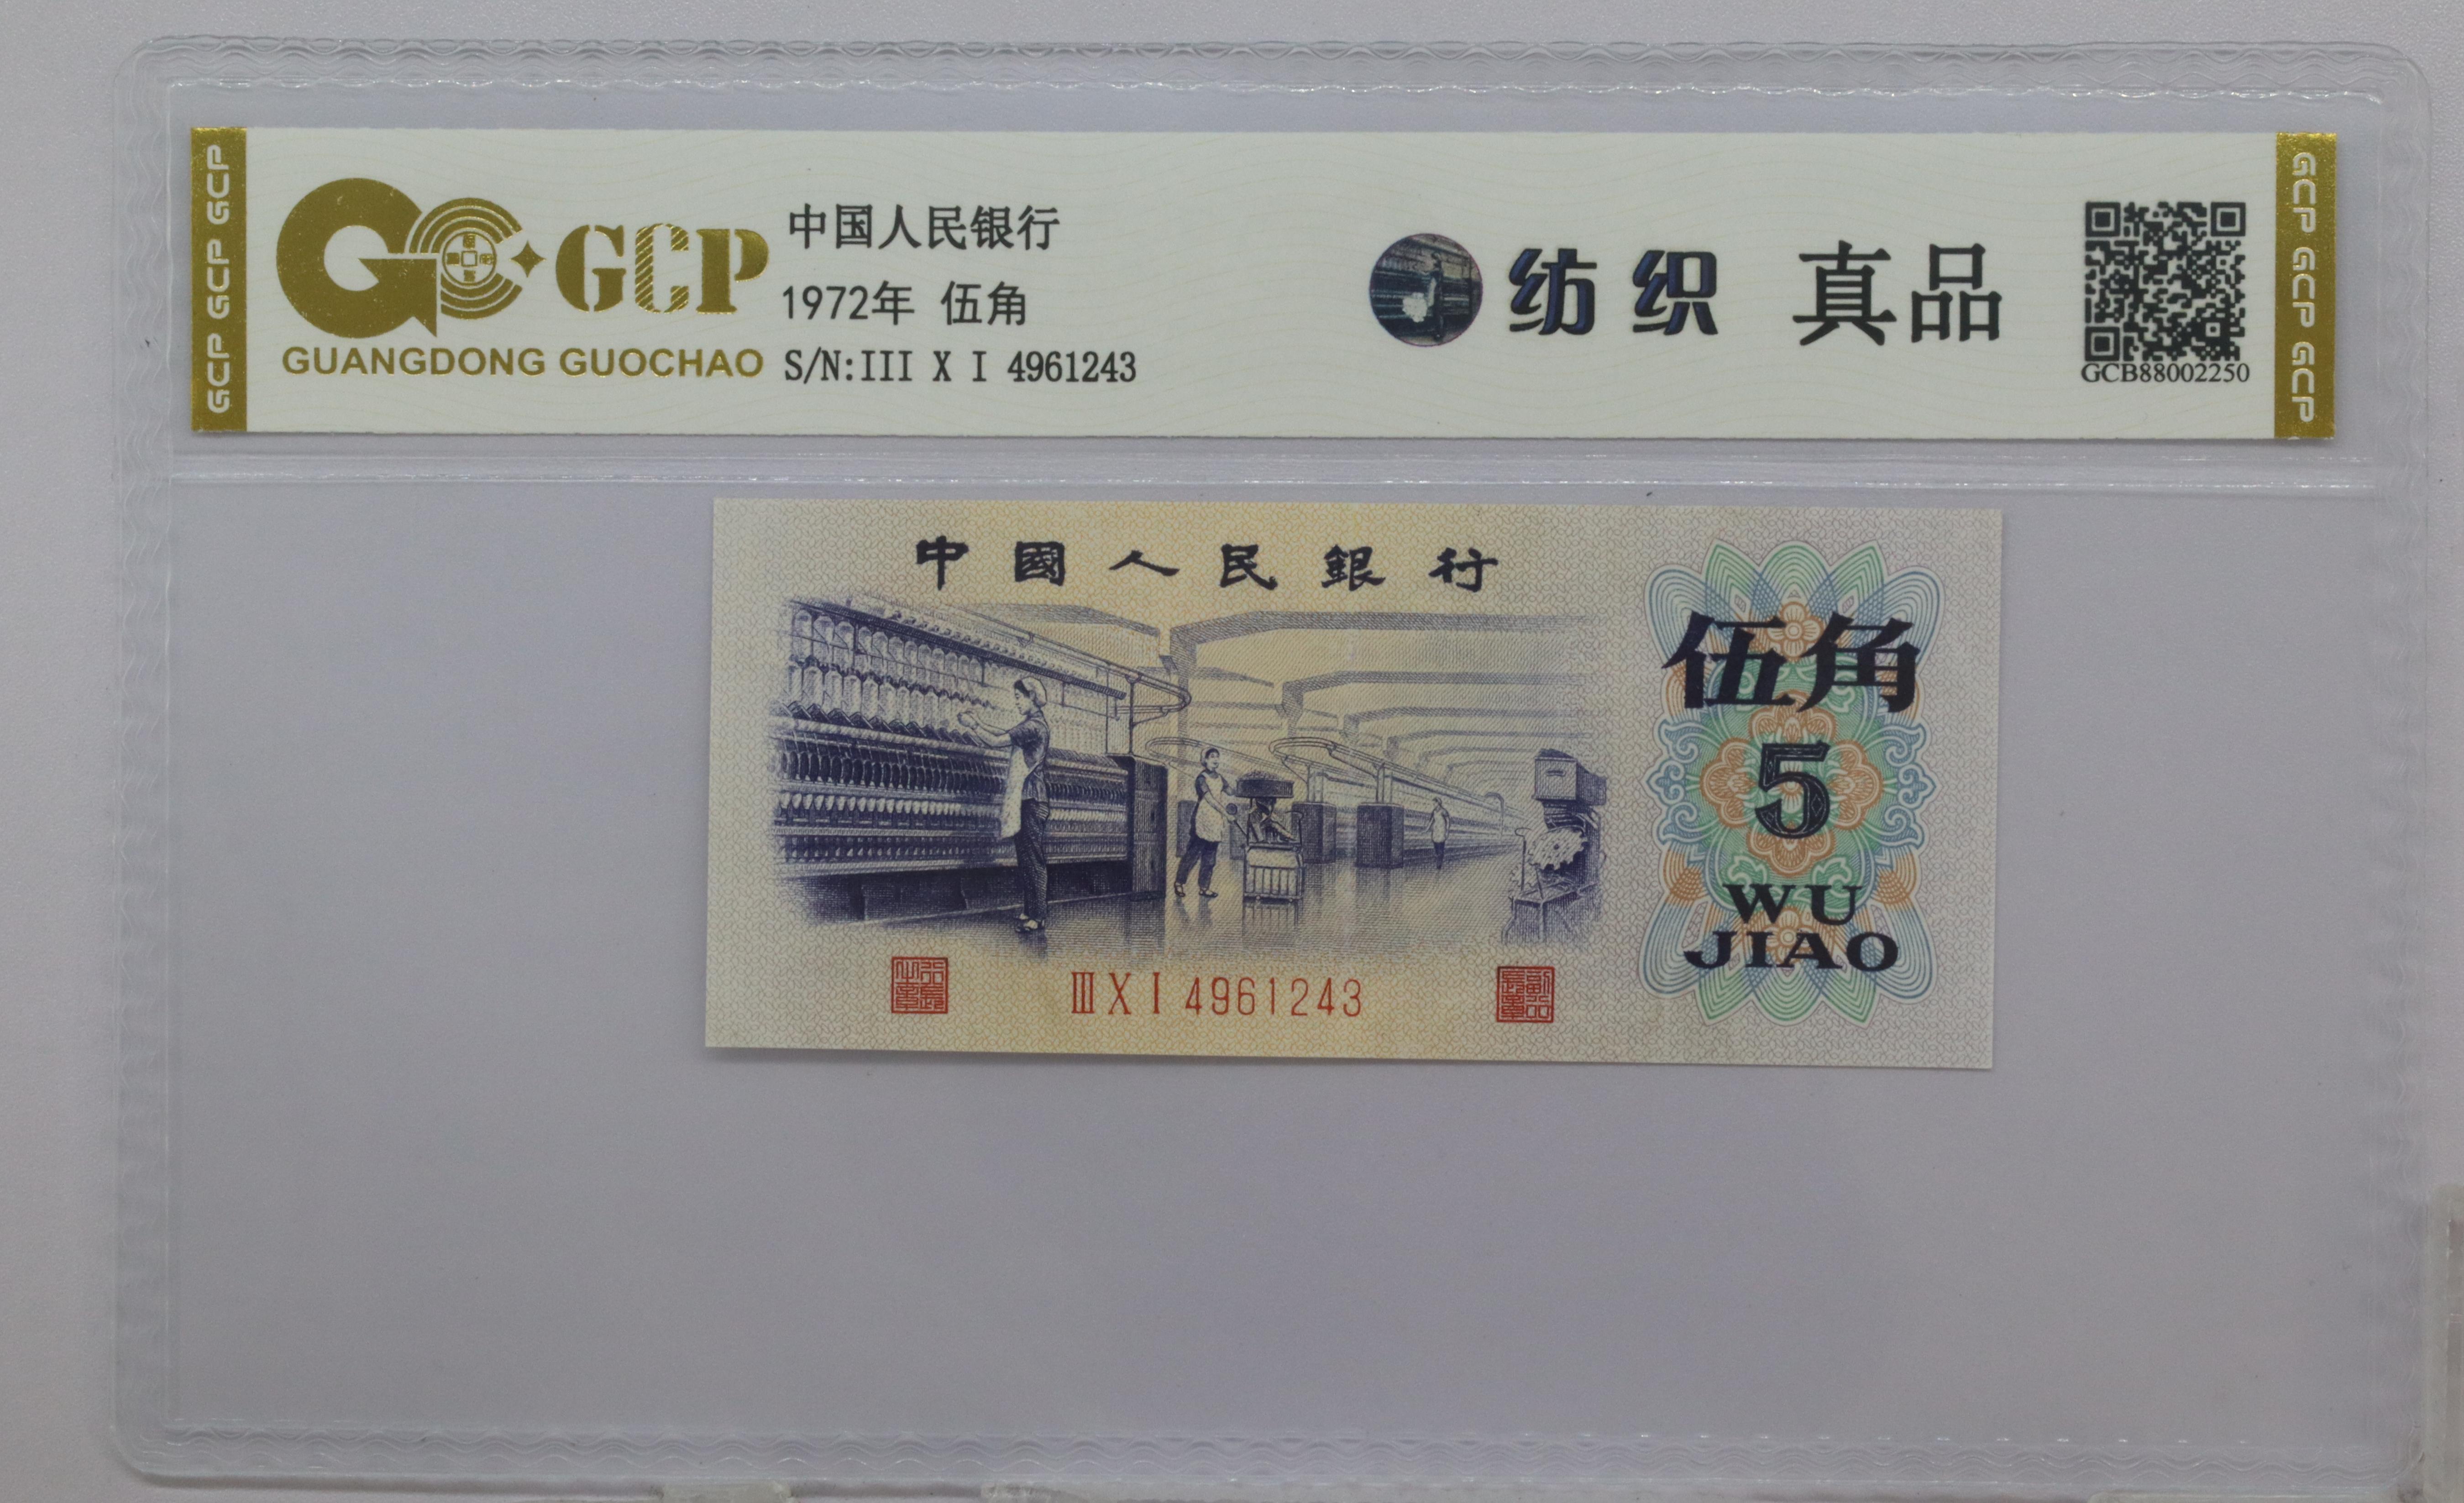 GCP GCP GCP
GCP
GUANGDONG GUOCHAO
中国人民银行
1972年 伍角
S/N:III X I 4961243
纺织 真品
GCB88002250
GCP GCP GCP
中國人民銀行
伍角
5
WU
JIAO
III X I 4961243